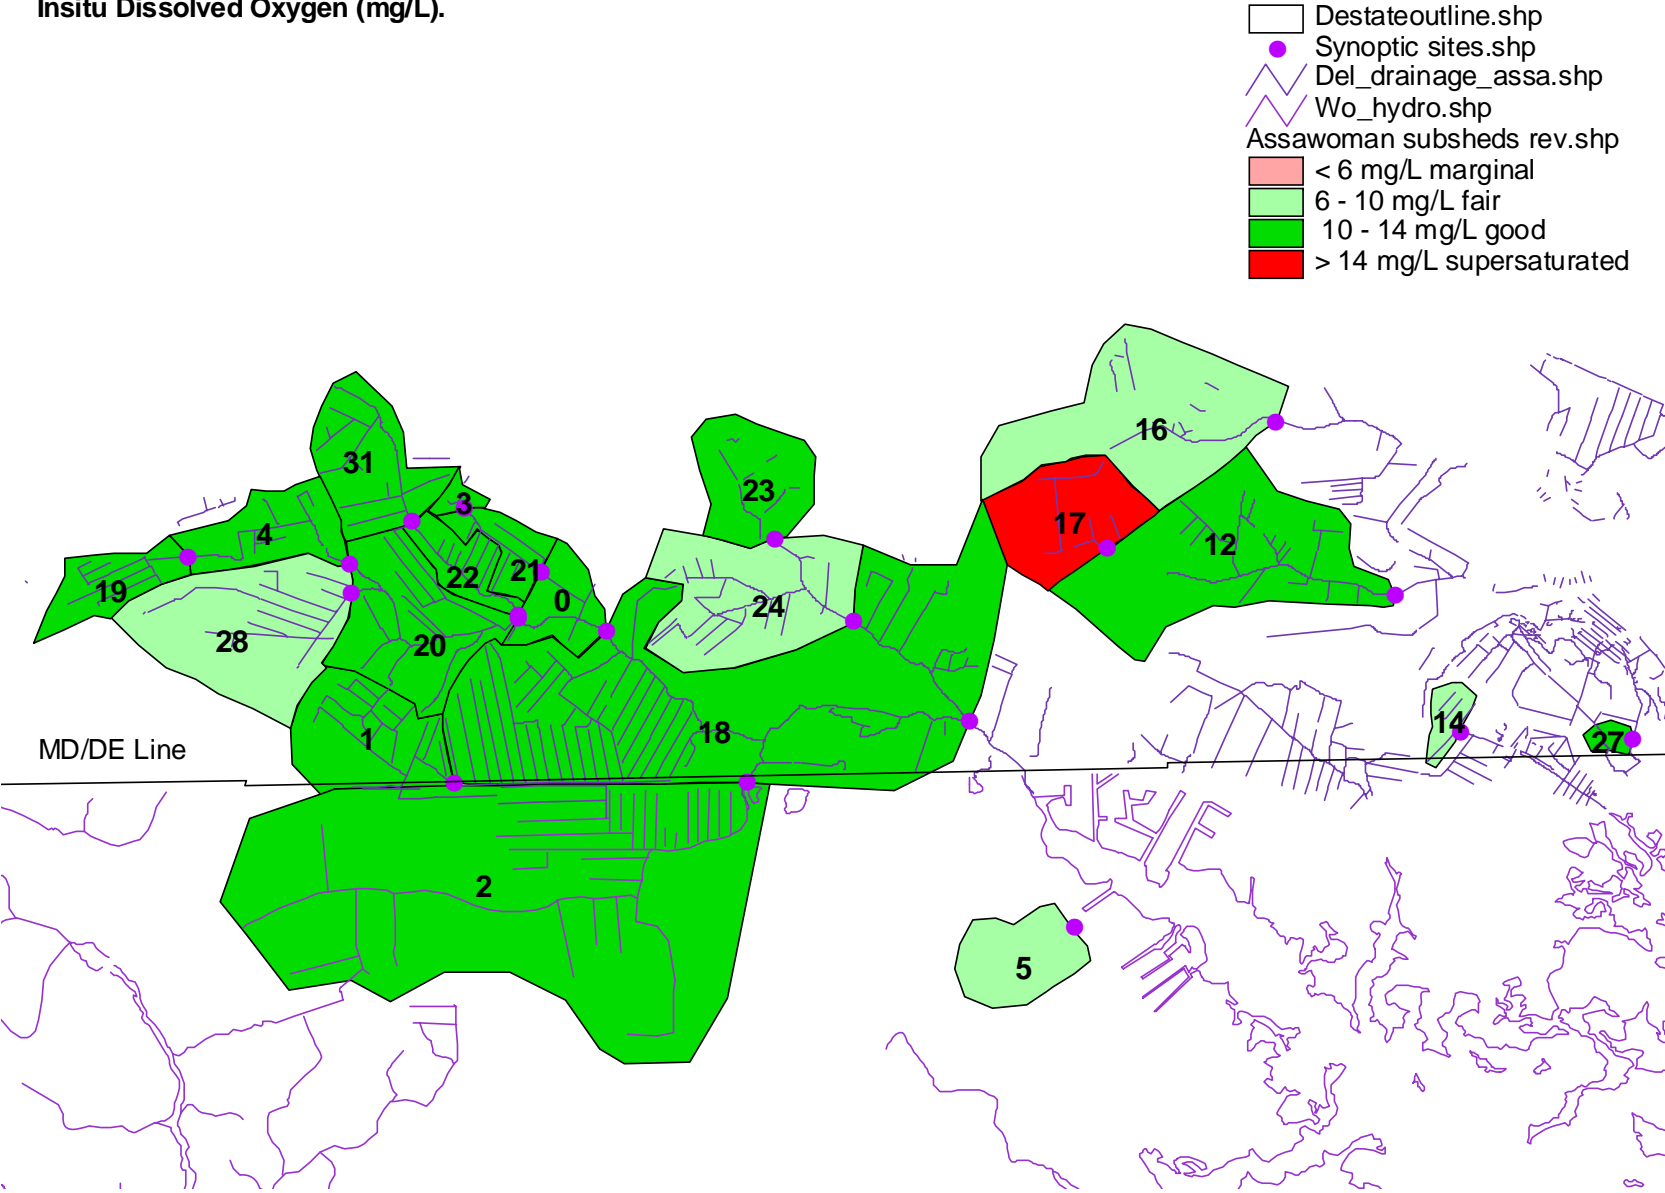 Insitu Dissolved Oxygen (mg/L).
Destateoutline.shp
Synoptic sites.shp
Del_drainage_assa.shp
Wo_hydro.shp
Assawoman subsheds rev.shp
< 6 mg/L marginal
6 - 10 mg/L fair
10 - 14 mg/L good
> 14 mg/L supersaturated
16
31
23
3
17
4
12
22
21
19
0
24
28
20
14
18
1
27
MD/DE Line
2
5